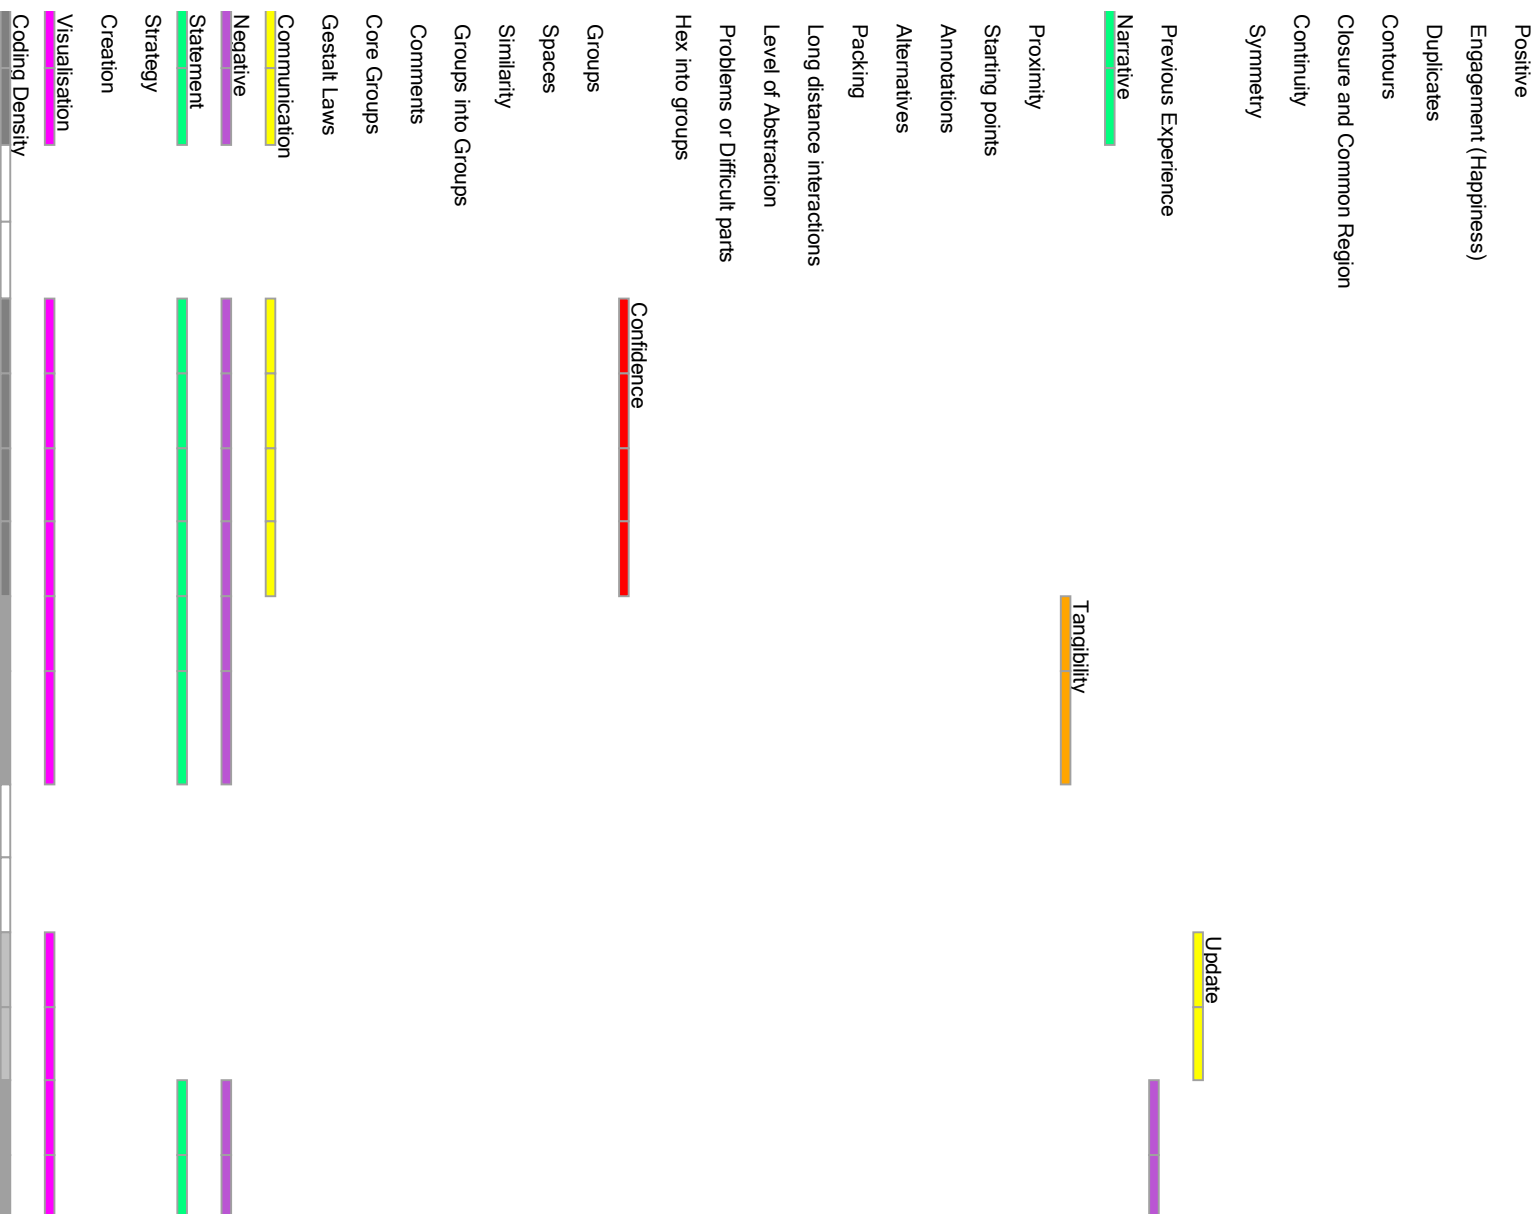 Coding Density
Visualisation
Creation
Strategy
Statement
Negative
Communication
Gestalt Laws
Core Groups
Comments
Groups into Groups
Similarity
Spaces
Groups
Confidence
Hex into groups
Problems or Difficult parts
Level of Abstraction
Long distance interactions
Packing
Alternatives
Annotations
Starting points
Proximity
Tangibility
Narrative
Previous Experience
Update
Symmetry
Continuity
Closure and Common Region
Contours
Duplicates
Engagement (Happiness)
Positive